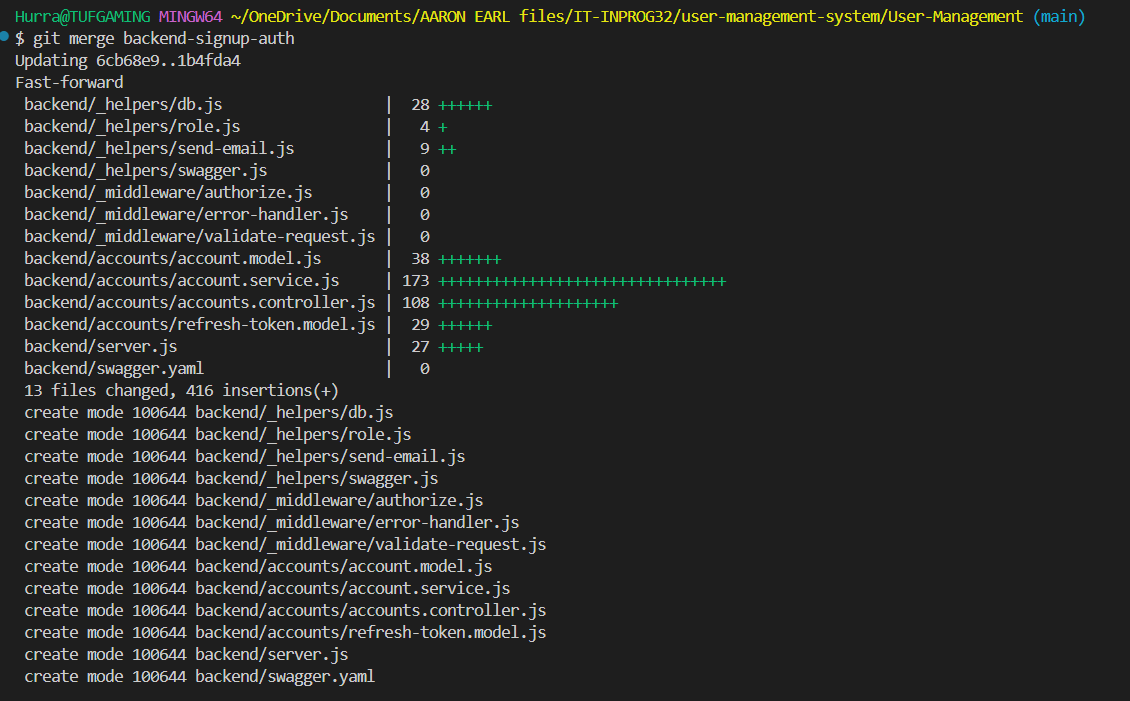 Hurra@TUFGAMING MINGW64 ~/OneDrive/Documents/AARON EARL files/IT-INPROG32/user-management-system/User-Management (main)
$ git merge backend-signup-auth
Updating 6cb68e9..1b4fda4
Fast-forward
 backend/_helpers/db.js                  |  28 ++++++
 backend/_helpers/role.js                |   4 +
 backend/_helpers/send-email.js          |   9 ++
 backend/_helpers/swagger.js             |   0
 backend/_middleware/authorize.js        |   0
 backend/_middleware/error-handler.js    |   0
 backend/_middleware/validate-request.js |   0
 backend/accounts/account.model.js       |  38 +++++++
 backend/accounts/account.service.js     | 173 ++++++++++++++++++++++++++++++++
 backend/accounts/accounts.controller.js | 108 ++++++++++++++++++++
 backend/accounts/refresh-token.model.js |  29 ++++++
 backend/server.js                       |  27 +++++
 backend/swagger.yaml                    |   0
 13 files changed, 416 insertions(+)
 create mode 100644 backend/_helpers/db.js
 create mode 100644 backend/_helpers/role.js
 create mode 100644 backend/_helpers/send-email.js
 create mode 100644 backend/_helpers/swagger.js
 create mode 100644 backend/_middleware/authorize.js
 create mode 100644 backend/_middleware/error-handler.js
 create mode 100644 backend/_middleware/validate-request.js
 create mode 100644 backend/accounts/account.model.js
 create mode 100644 backend/accounts/account.service.js
 create mode 100644 backend/accounts/accounts.controller.js
 create mode 100644 backend/accounts/refresh-token.model.js
 create mode 100644 backend/server.js
 create mode 100644 backend/swagger.yaml